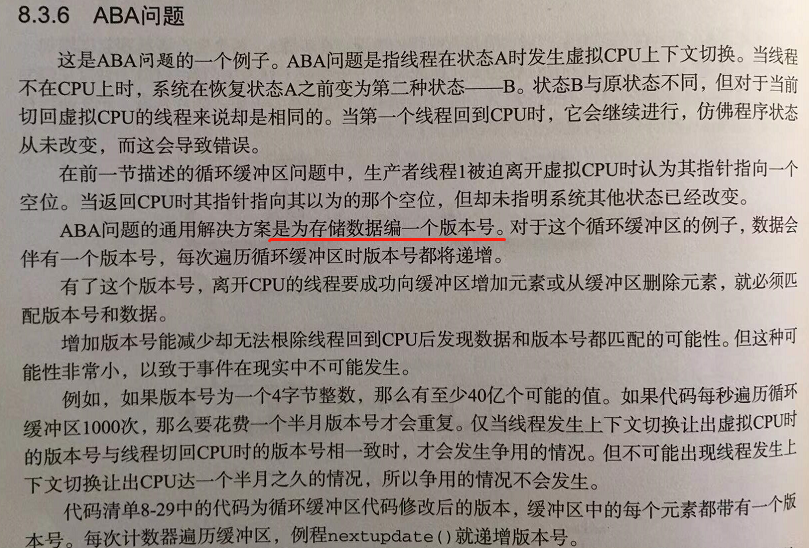 8.3.6 ABA问题
这是ABA问题的一个例子。ABA问题是指线程在状态A时发生虚拟CPU上下文切换。当线程
不在CPU上时，系统在恢复状态A之前变为第二种状态——B。状态B与原状态不同，但对于当前
切回虚拟CPU的线程来说却是相同的。当第一个线程回到CPU时，它会继续进行，仿佛程序状态
从未改变，而这会导致错误。
在前一节描述的循环缓冲区问题中，生产者线程1被迫离开虚拟CPU时认为其指针指向一个
空位。当返回CPU时其指针指向其以为的那个空位，但却未指明系统其他状态已经改变。
ABA问题的通用解决方案是为存储数据编一个版本号。对于这个循环缓冲区的例子，数据会
伴有一个版本号，每次遍历循环缓冲区时版本号都将递增。
有了这个版本号，离开CPU的线程要成功向缓冲区增加元素或从缓冲区删除元素，就必须匹
配版本号和数据。
增加版本号能减少却无法根除线程回到CPU后发现数据和版本号都匹配的可能性。但这种可
能性非常小，以致于事件在现实中不可能发生。
例如，如果版本号为一个4字节整数，那么有至少40亿个可能的值。如果代码每秒遍历循环
缓冲区1000次，那么要花费一个半月版本号才会重复。仅当线程发生上下文切换让出虚拟CPU时
的版本号与线程切回CPU时的版本号相一致时，才会发生争用的情况。但不可能出现线程发生上
下文切换让出CPU达一个半月之久的情况，所以争用的情况不会发生。
代码清单8-29中的代码为循环缓冲区代码修改后的版本，缓冲区中的每个元素都带有一个版
本号。每次计数器遍历缓冲区，例程nextupdate()就递增版本号。